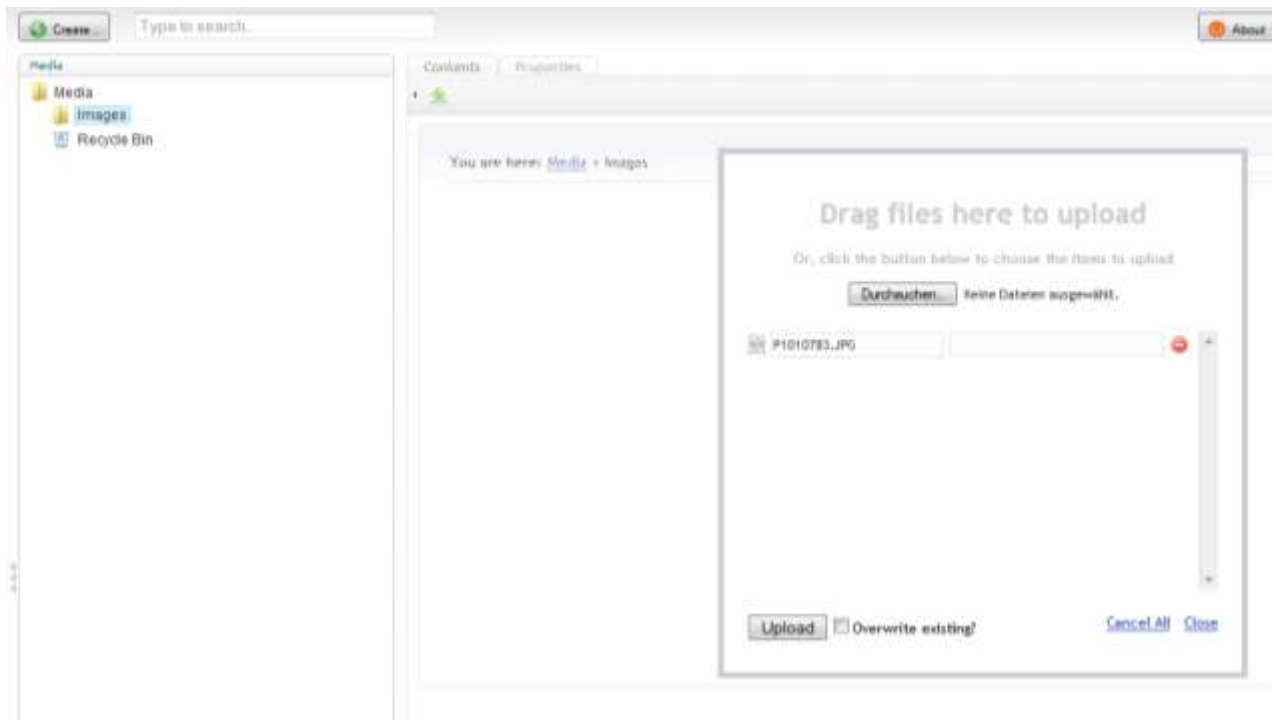 Create...
Type to search...
About
Media
Media
Images
Recycle Bin
Contents
Properties
You are here: Media › Images
Drag files here to upload
Or, click the button below to choose the items to upload
Durchsuchen... Keine Dateien ausgewählt.
P1010783.JPG
Upload
Overwrite existing?
Cancel All
Close